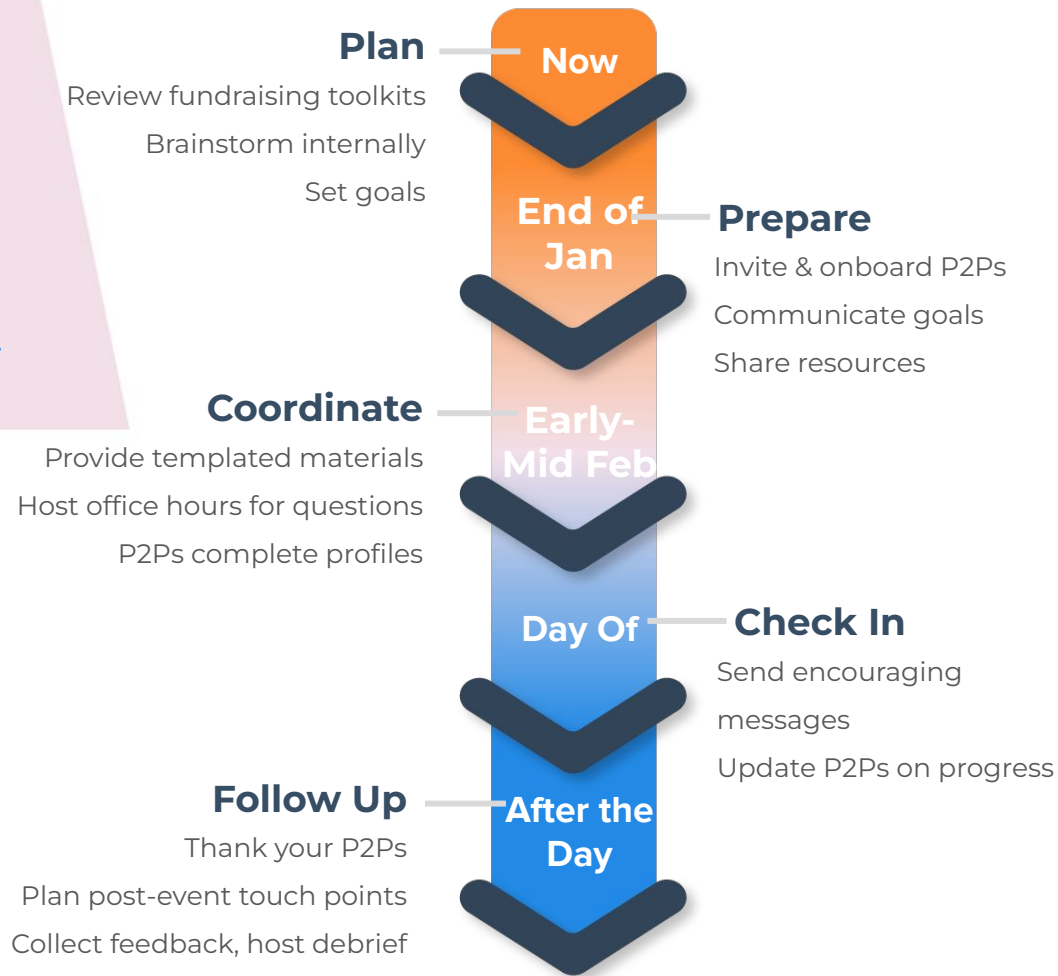 Plan
Now
Review fundraising toolkits
Brainstorm internally
Set goals
End of
Jan
Prepare
Invite & onboard P2Ps
Communicate goals
Share resources
Coordinate
Early-
Mid Feb
Provide templated materials
Host office hours for questions
P2Ps complete profiles
Day Of
Check In
Send encouraging
messages
Update P2Ps on progress
Follow Up
After the
Day
Thank your P2Ps
Plan post-event touch points
Collect feedback, host debrief